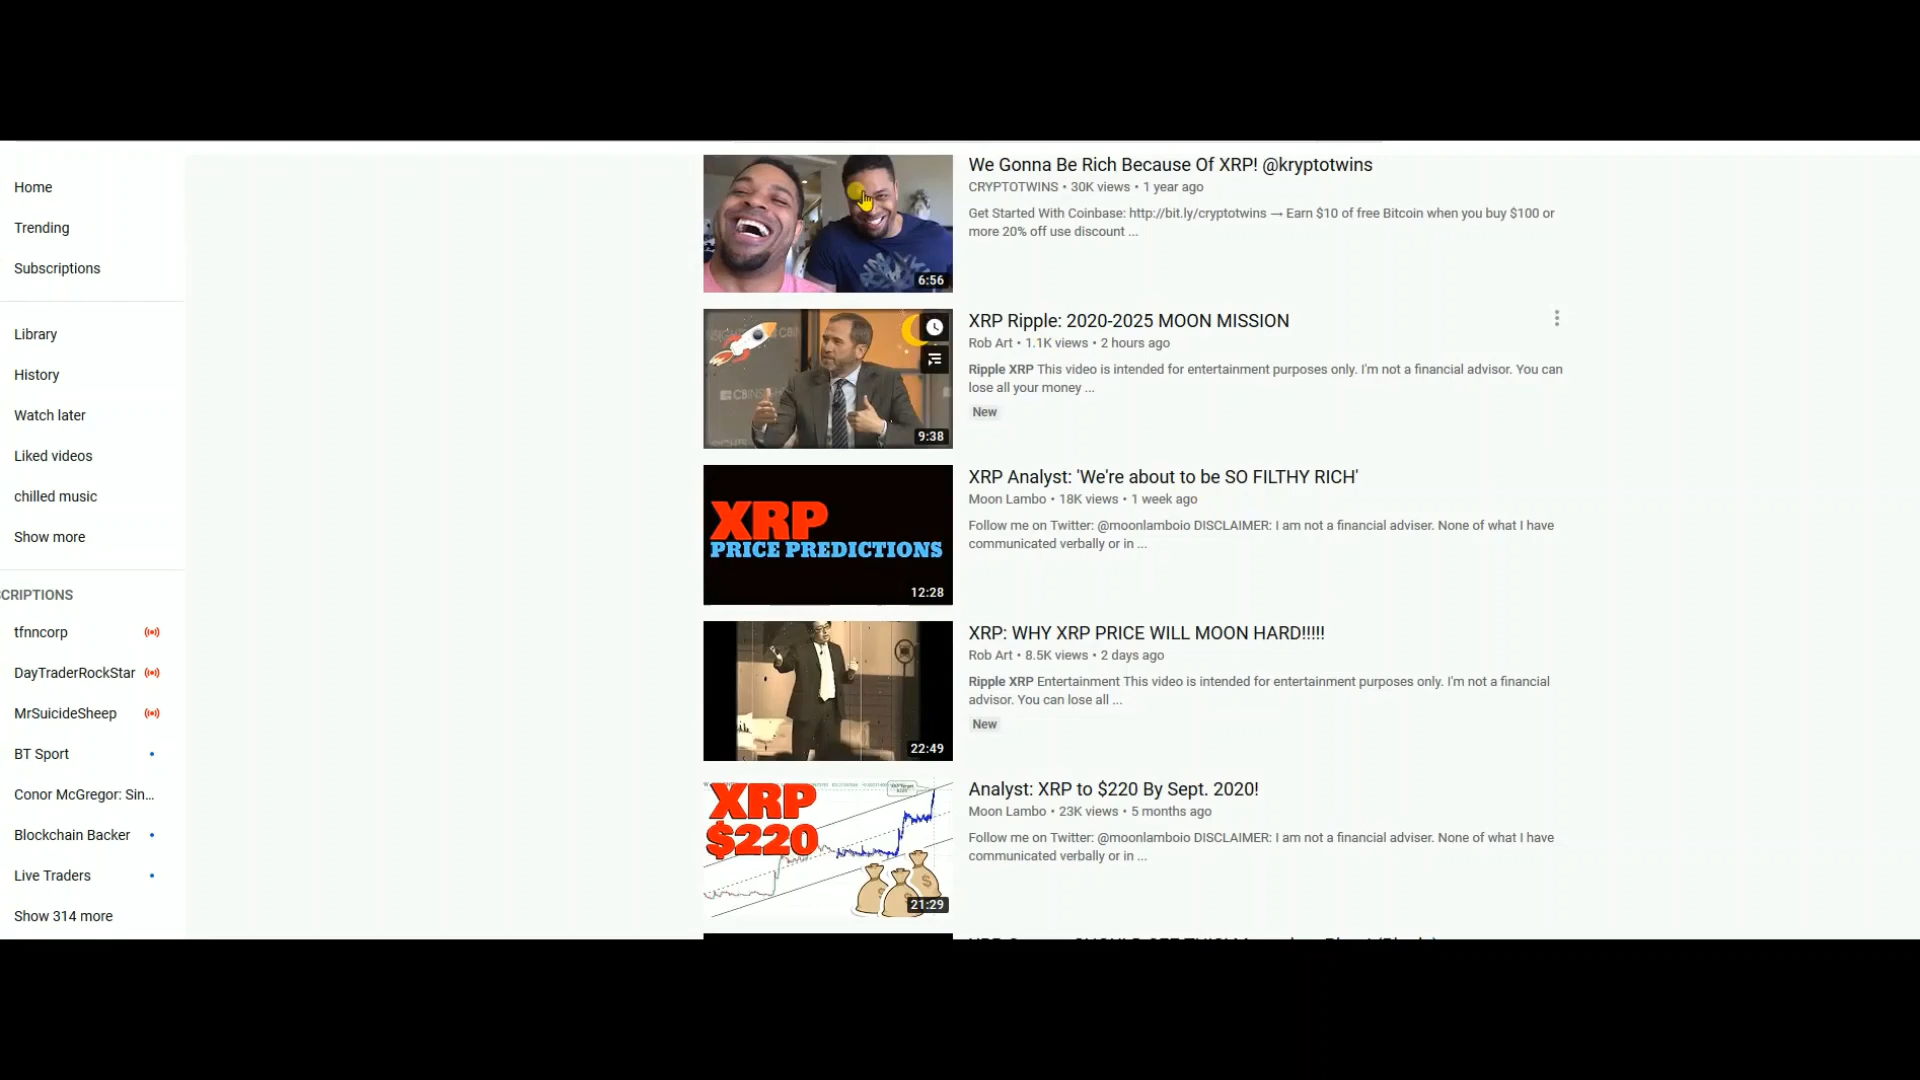 Home
Trending
Subscriptions
Library
History
Watch later
Liked videos
chilled music
Show more
CRIPTIONS
tfnncorp
DayTraderRockStar
MrSuicideSheep
BT Sport
Conor McGregor: Sin...
Blockchain Backer
Live Traders
Show 314 more
6:56
We Gonna Be Rich Because Of XRP! @kryptotwins
CRYPTOTWINS • 30K views • 1 year ago
Get Started With Coinbase: http://bit.ly/cryptotwins → Earn $10 of free Bitcoin when you buy $100 or
more 20% off use discount ...
9:38
XRP Ripple: 2020-2025 MOON MISSION
Rob Art • 1.1K views • 2 hours ago
Ripple XRP This video is intended for entertainment purposes only. I'm not a financial advisor. You can
lose all your money ...
New
XRP
PRICE PREDICTIONS
12:28
XRP Analyst: 'We're about to be SO FILTHY RICH'
Moon Lambo • 18K views • 1 week ago
Follow me on Twitter: @moonlamboio DISCLAIMER: I am not a financial adviser. None of what I have
communicated verbally or in ...
22:49
XRP: WHY XRP PRICE WILL MOON HARD!!!!!
Rob Art • 8.5K views • 2 days ago
Ripple XRP Entertainment This video is intended for entertainment purposes only. I'm not a financial
advisor. You can lose all ...
New
XRP
$220
21:29
Analyst: XRP to $220 By Sept. 2020!
Moon Lambo • 23K views • 5 months ago
Follow me on Twitter: @moonlamboio DISCLAIMER: I am not a financial adviser. None of what I have
communicated verbally or in ...